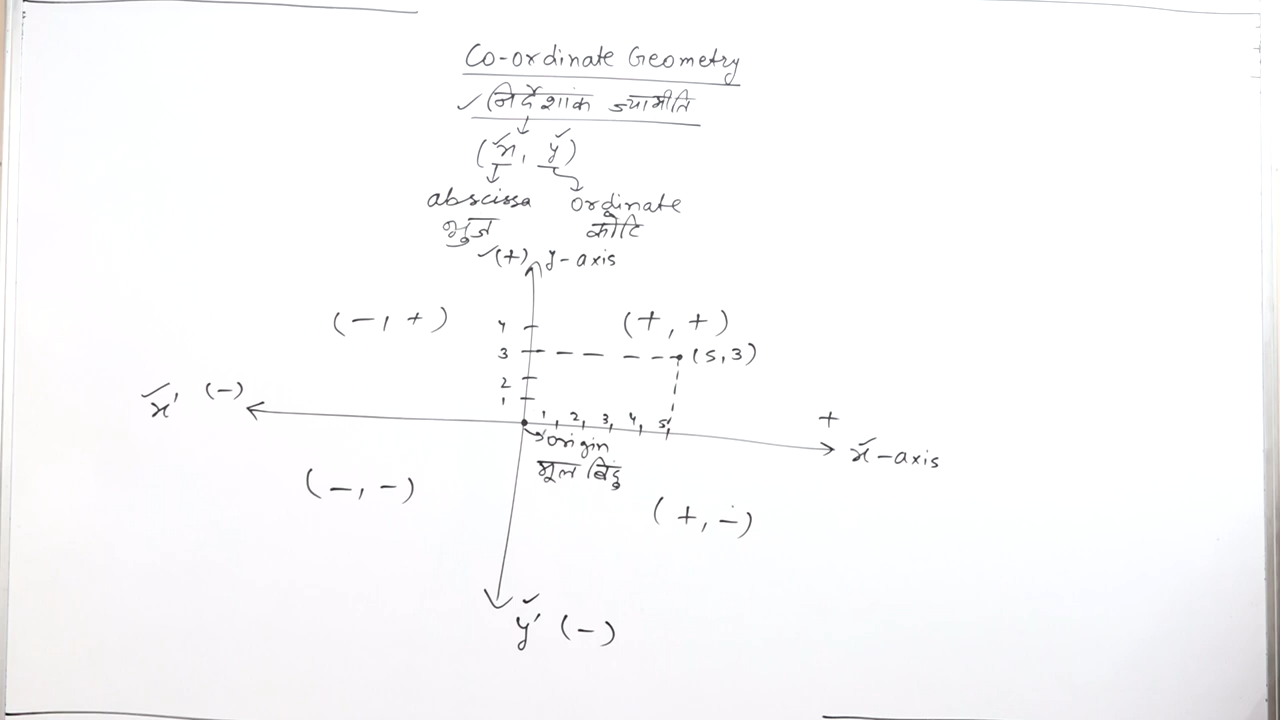 Co-ordinate Geometry
निर्देशांक ज्यामीति
(x, y)
abscissa ordinate
भुज कोटि
(+) y-axis
(-, +) 4 (+, +)
3 (5,3)
2
x' (-) 1
1 2 3 4 5 +
origin x-axis
मूल बिंदु
(-, -) (+, -)
y' (-)